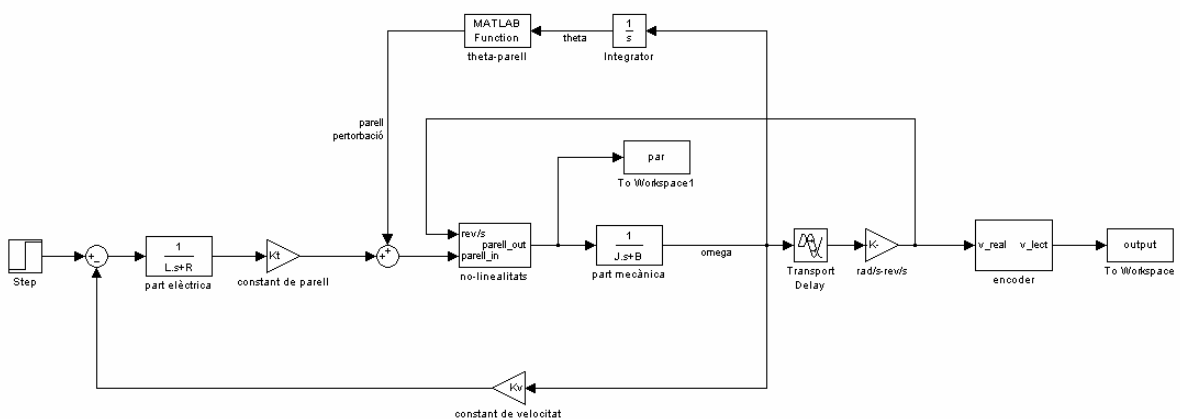 MATLAB
Function
theta-parell
theta
1
s
Integrator
parell
pertorbació
par
To Workspace1
Step
+
-
1
L.s+R
part elèctrica
Kt
constant de parell
+
+
rev/s
parell_out
parell_in
no-linealitats
1
J.s+B
part mecànica
omega
Transport
Delay
K-
rad/s-rev/s
v_real
v_lect
encoder
output
To Workspace
Kv
constant de velocitat